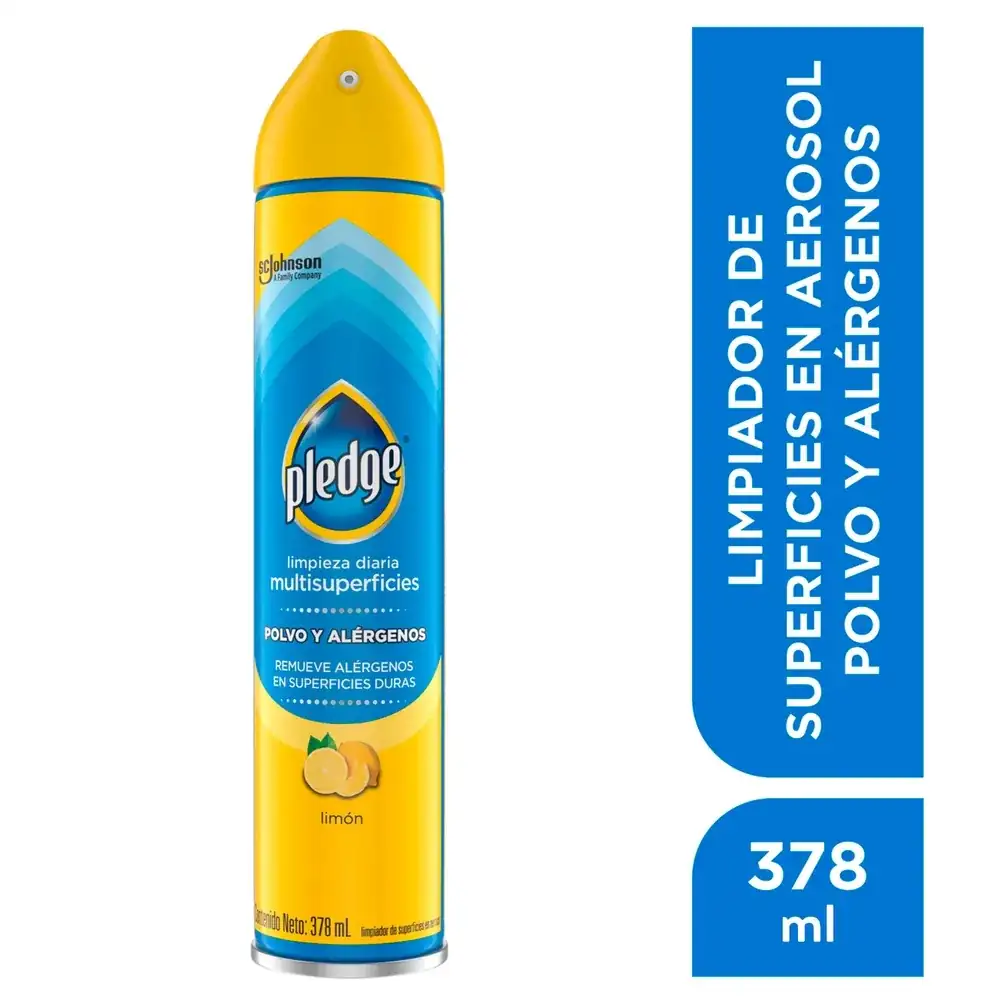 SC Johnson
A Family Company
pledge
limpieza diaria
multisuperficies
POLVO Y ALÉRGENOS
REMUEVE ALÉRGENOS
EN SUPERFICIES DURAS
limón
Contenido Neto: 378 mL
limpiador de superficies en
LIMPIADOR DE
SUPERFICIES EN AEROSOL
POLVO Y ALÉRGENOS
378
ml